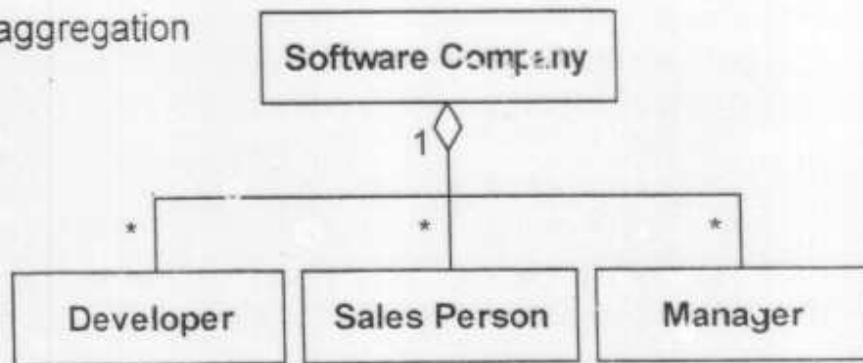 aggregation
Software Company
1
* * *
Developer Sales Person Manager